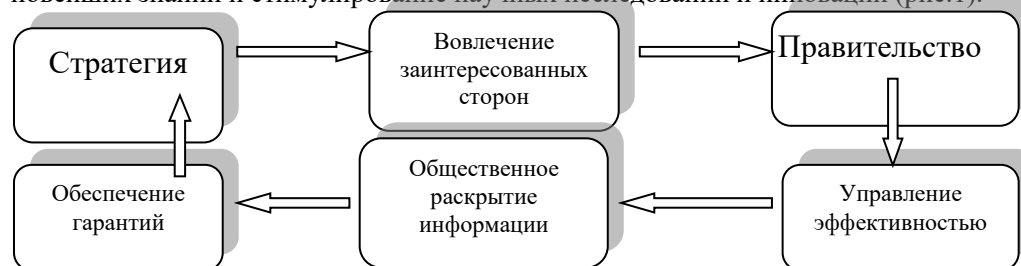 новейших знаний и стимулирование научных исследований и инноваций (рис.1).
Стратегия
Вовлечение
заинтересованных
сторон
Правительство
Обеспечение
гарантий
Общественное
раскрытие
информации
Управление
эффективностью